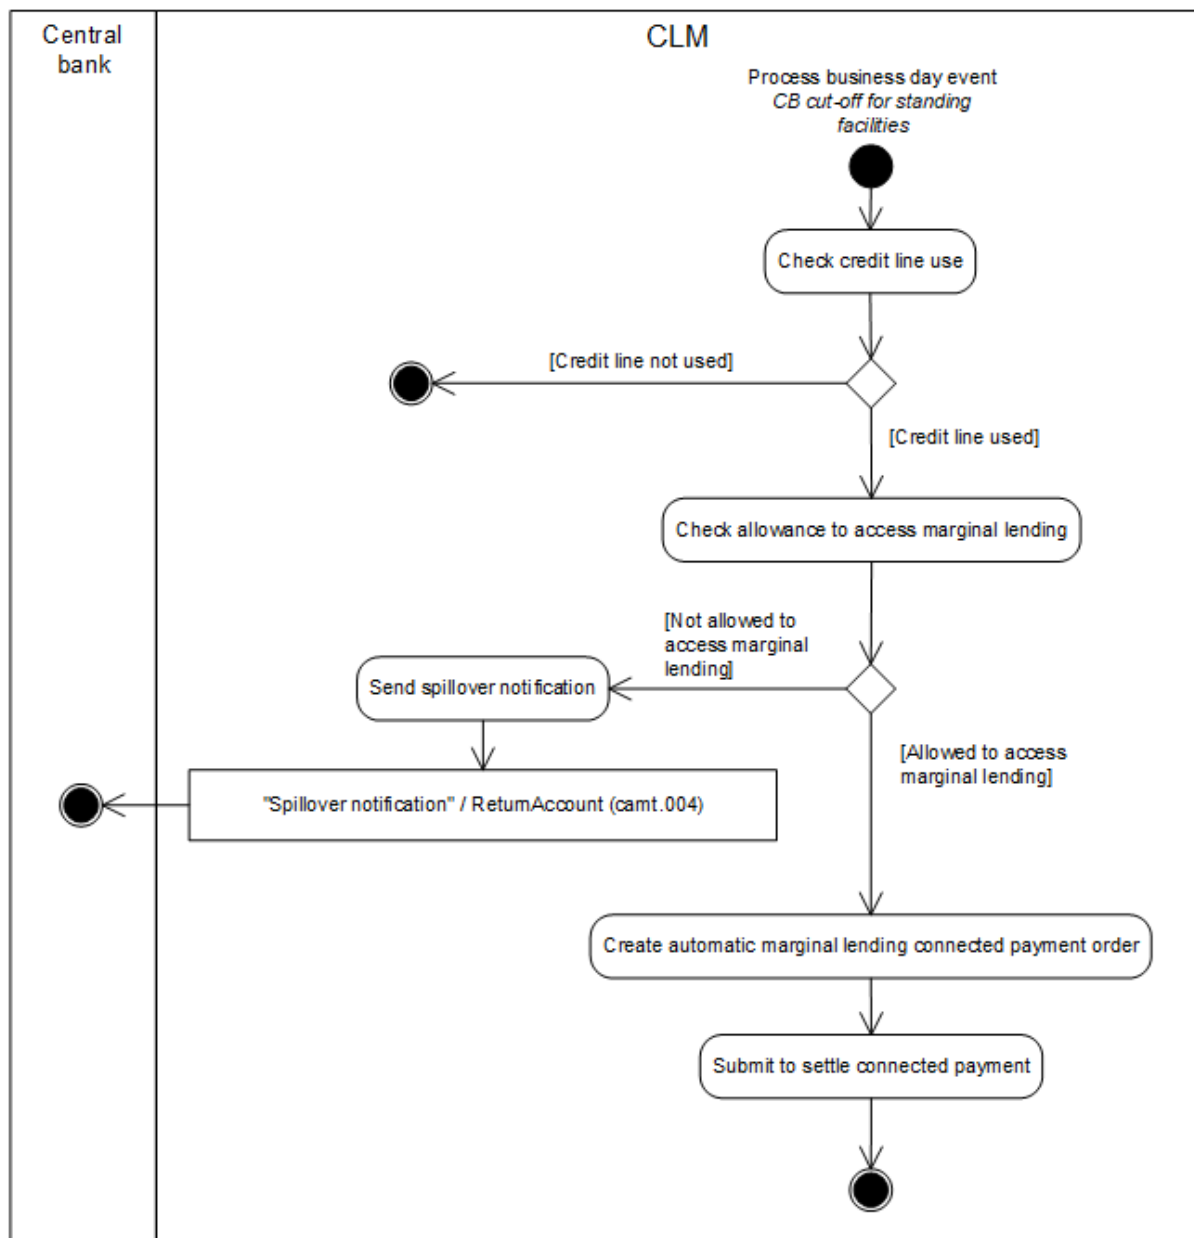 Central
bank
CLM
Process business day event
CB cut-off for standing
facilities
Check credit line use
[Credit line not used]
[Credit line used]
Check allowance to access marginal lending
[Not allowed to
access marginal
lending]
Send spillover notification
[Allowed to access
marginal lending]
"Spillover notification" / ReturnAccount (camt.004)
Create automatic marginal lending connected payment order
Submit to settle connected payment